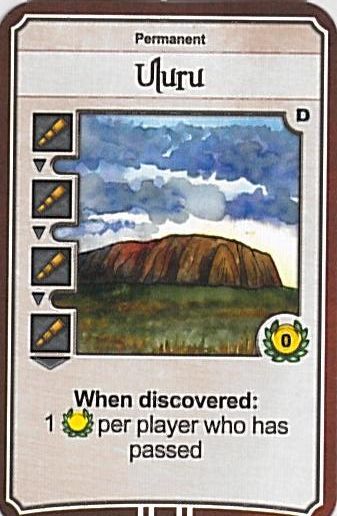 Permanent
Uluru
D
0
When discovered:
1 per player who has
passed